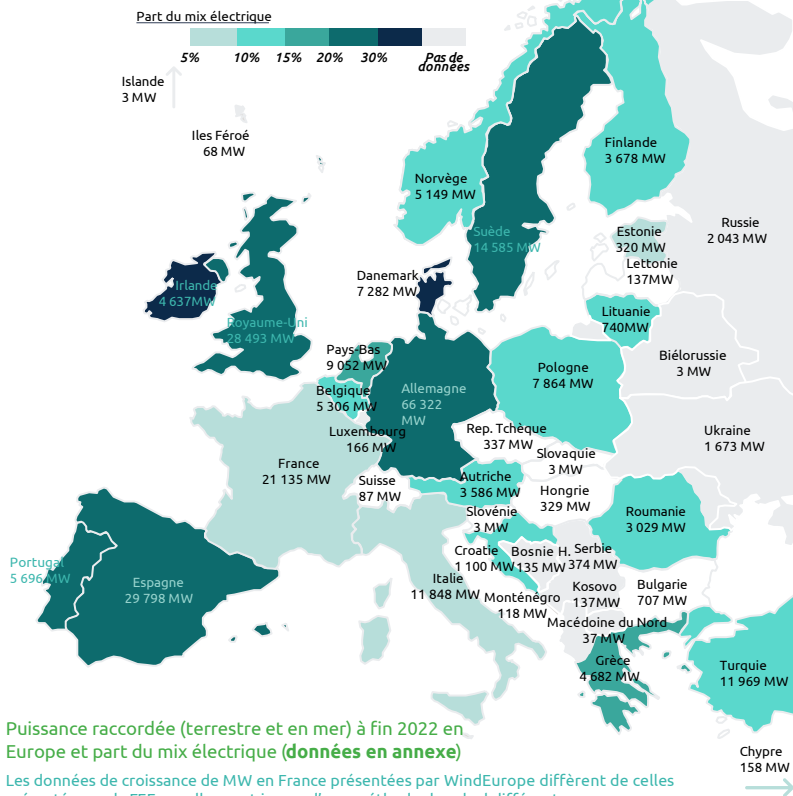 Part du mix électrique
5% 10% 15% 20% 30% Pas de
données
Islande
3 MW
Iles Féroé
68 MW
Finlande
3 678 MW
Norvège
5 149 MW
Russie
2 043 MW
Suède
14 585 MW
Estonie
320 MW
Lettonie
137MW
Danemark
7 282 MW
Irlande
4 637MW
Lituanie
740MW
Royaume-Uni
28 493 MW
Pays-Bas
9 052 MW
Biélorussie
3 MW
Pologne
7 864 MW
Belgique
5 306 MW
Allemagne
66 322
MW
Luxembourg
166 MW
Rep. Tchèque
337 MW
Ukraine
1 673 MW
Slovaquie
3 MW
France
21 135 MW
Suisse
87 MW
Autriche
3 586 MW
Hongrie
329 MW
Slovénie
3 MW
Roumanie
3 029 MW
Croatie
1 100 MW
Bosnie H.
135 MW
Serbie
374 MW
Portugal
5 696 MW
Espagne
29 798 MW
Italie
11 848 MW
Monténégro
118 MW
Kosovo
137MW
Bulgarie
707 MW
Macédoine du Nord
37 MW
Grèce
4 682 MW
Turquie
11 969 MW
Chypre
158 MW
Puissance raccordée (terrestre et en mer) à fin 2022 en
Europe et part du mix électrique (données en annexe)
Les données de croissance de MW en France présentées par WindEurope diffèrent de celles